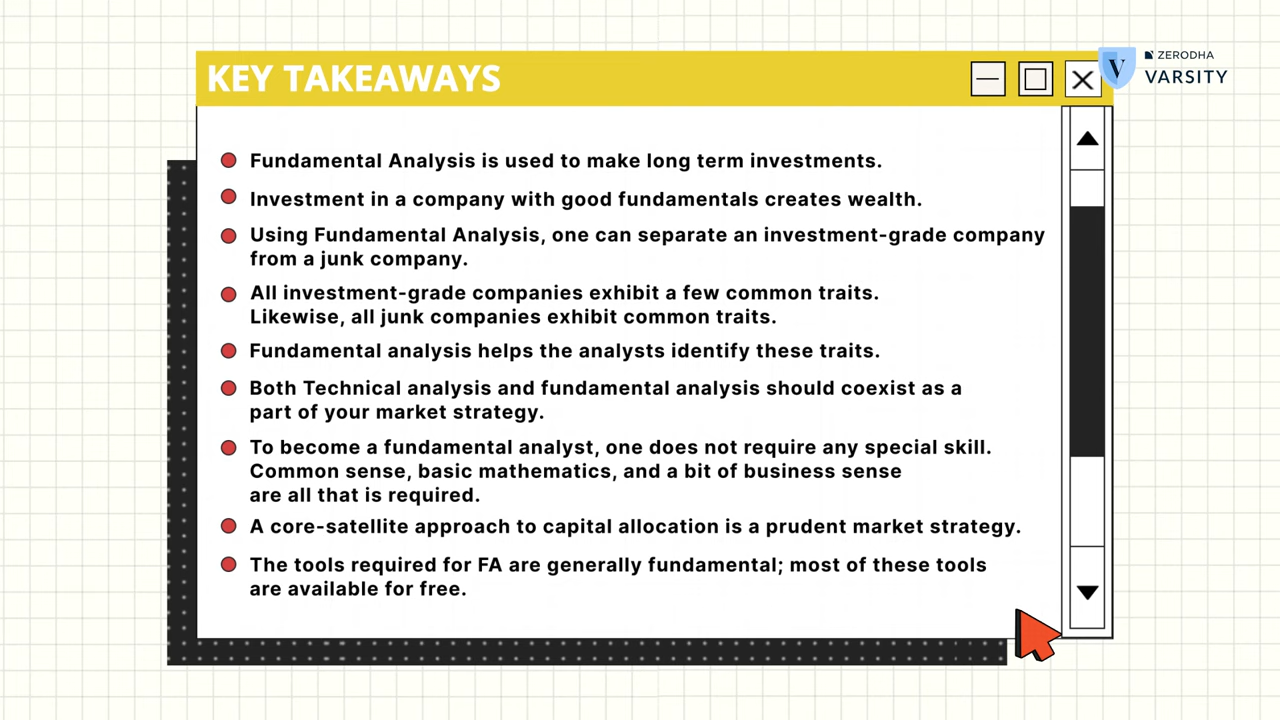 KEY TAKEAWAYS
V
ZERODHA
VARSITY
Fundamental Analysis is used to make long term investments.
Investment in a company with good fundamentals creates wealth.
Using Fundamental Analysis, one can separate an investment-grade company
from a junk company.
All investment-grade companies exhibit a few common traits.
Likewise, all junk companies exhibit common traits.
Fundamental analysis helps the analysts identify these traits.
Both Technical analysis and fundamental analysis should coexist as a
part of your market strategy.
To become a fundamental analyst, one does not require any special skill.
Common sense, basic mathematics, and a bit of business sense
are all that is required.
A core-satellite approach to capital allocation is a prudent market strategy.
The tools required for FA are generally fundamental; most of these tools
are available for free.